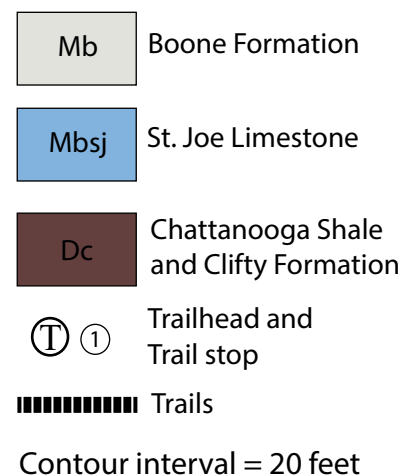 Mb Boone Formation
Mbsj St. Joe Limestone
Dc Chattanooga Shale
and Clifty Formation
T 1 Trailhead and
Trail stop
Trails
Contour interval = 20 feet